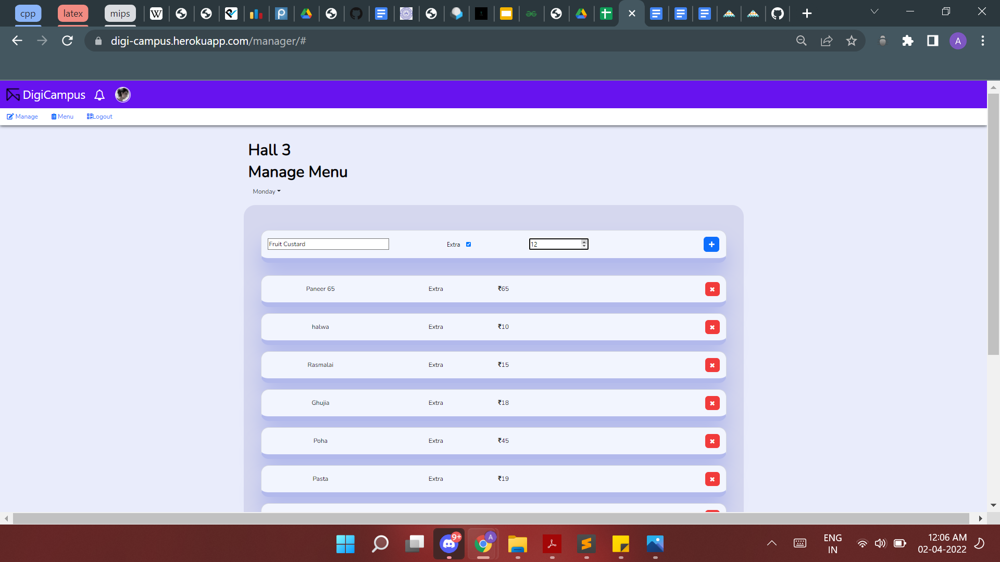 cpp latex mips
digi-campus.herokuapp.com/manager/#
A
DigiCampus
Manage Menu Logout
Hall 3
Manage Menu
Monday
Fruit Custard Extra 12
Paneer 65 Extra ₹65
halwa Extra ₹10
Rasmalai Extra ₹15
Ghujia Extra ₹18
Poha Extra ₹45
Pasta Extra ₹19
9+ A
ENG
IN
12:06 AM
02-04-2022